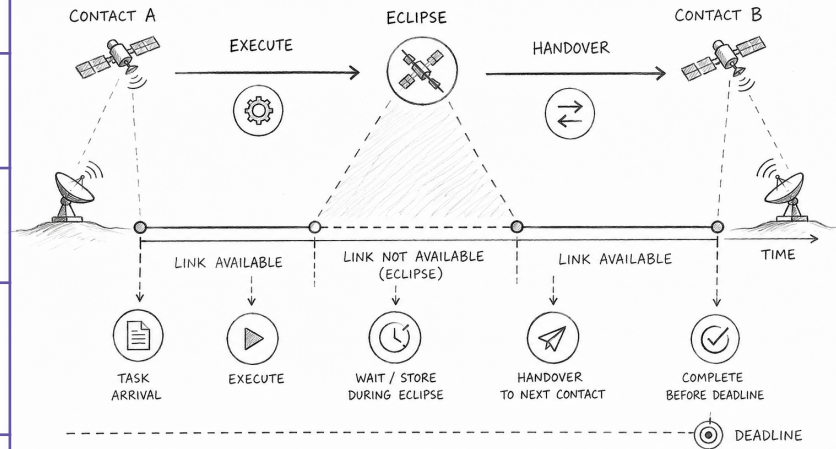 CONTACT A
ECLIPSE
CONTACT B
EXECUTE
HANDOVER
LINK AVAILABLE
LINK NOT AVAILABLE
(ECLIPSE)
LINK AVAILABLE
TIME
TASK
ARRIVAL
EXECUTE
WAIT / STORE
DURING ECLIPSE
HANDOVER
TO NEXT CONTACT
COMPLETE
BEFORE DEADLINE
DEADLINE